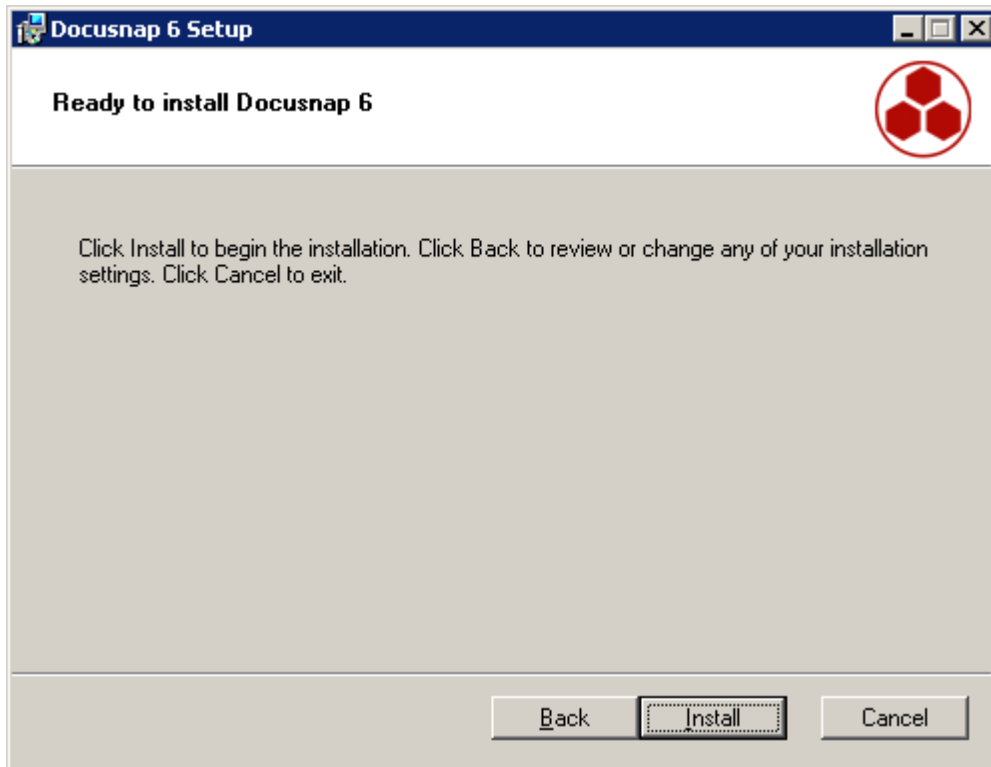 Docusnap 6 Setup
Ready to install Docusnap 6
Click Install to begin the installation. Click Back to review or change any of your installation
settings. Click Cancel to exit.
Back Install Cancel